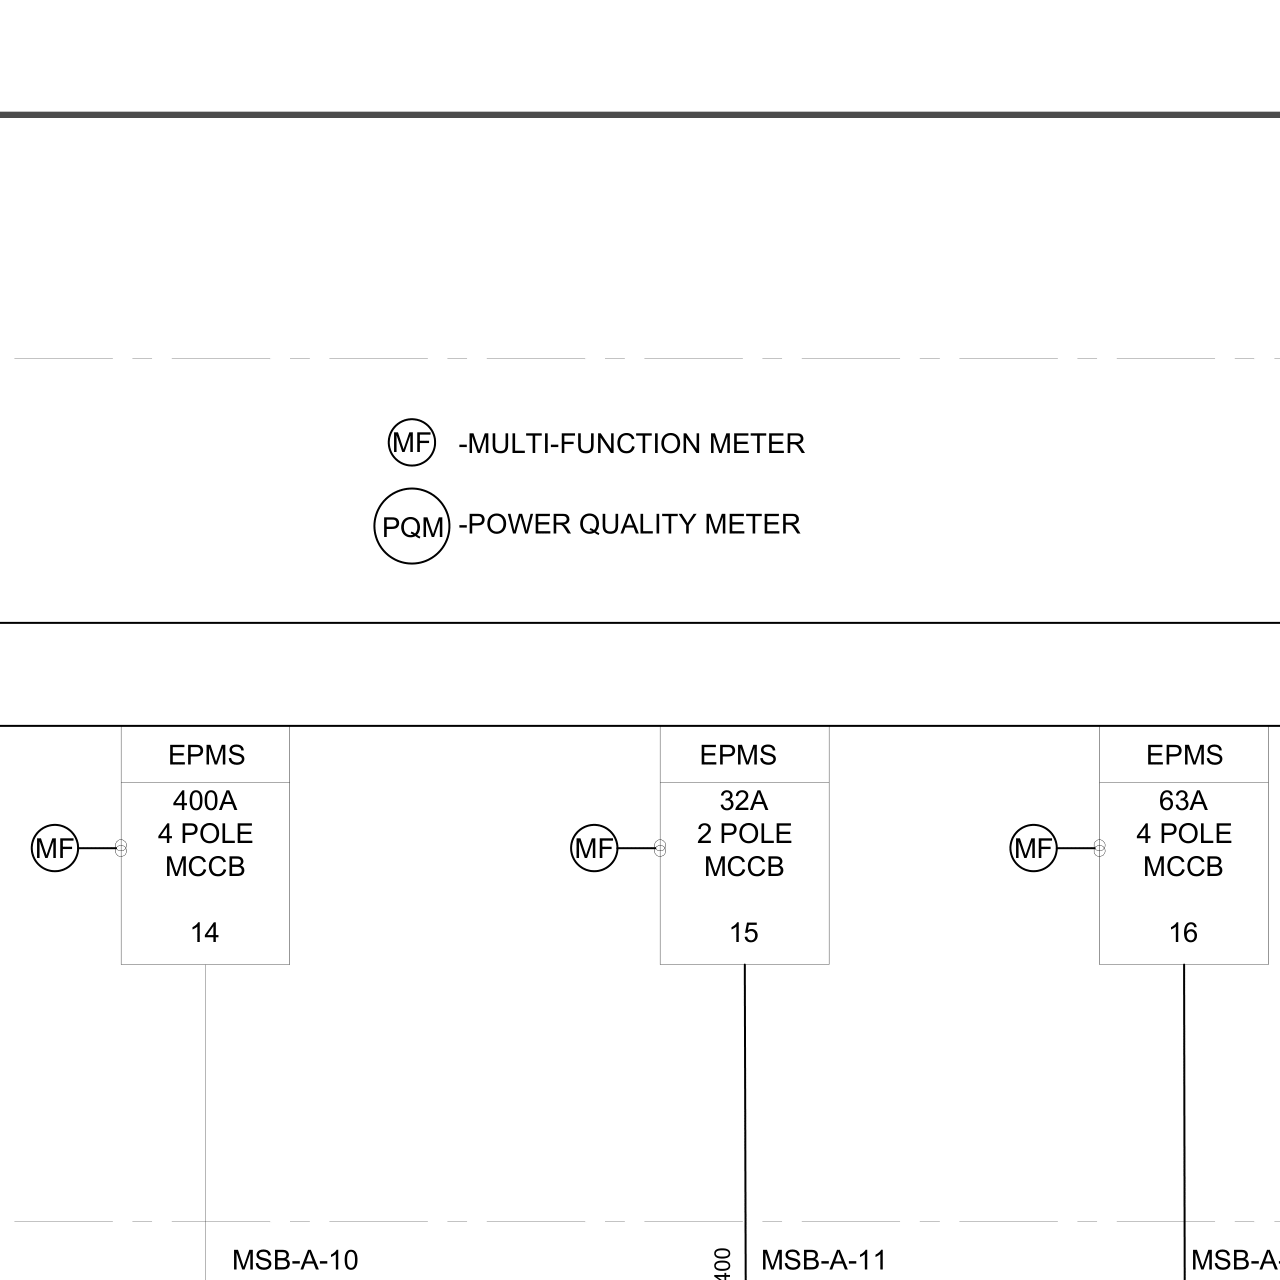 MF -MULTI-FUNCTION METER
PQM -POWER QUALITY METER
EPMS
400A
4 POLE
MCCB
14
MF
EPMS
32A
2 POLE
MCCB
15
MF
EPMS
63A
4 POLE
MCCB
16
MF
MSB-A-10
400
MSB-A-11
MSB-A-